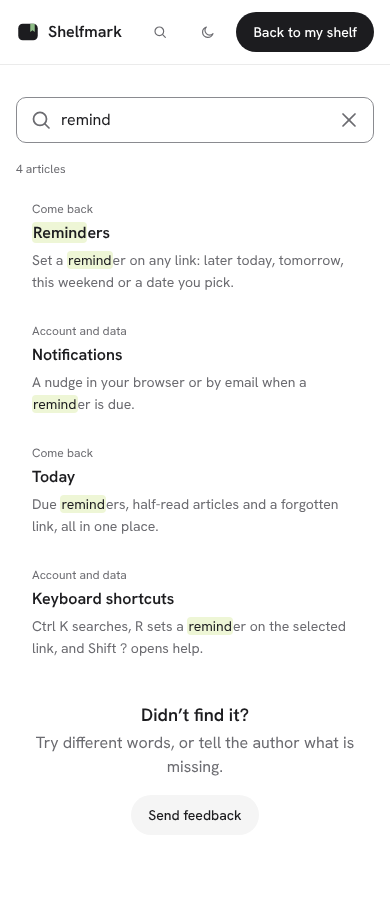 Shelfmark
Back to my shelf
remind
4 articles
Come back
Reminders
Set a reminder on any link: later today, tomorrow,
this weekend or a date you pick.
Account and data
Notifications
A nudge in your browser or by email when a
reminder is due.
Come back
Today
Due reminders, half-read articles and a forgotten
link, all in one place.
Account and data
Keyboard shortcuts
Ctrl K searches, R sets a reminder on the selected
link, and Shift ? opens help.
Didn’t find it?
Try different words, or tell the author what is
missing.
Send feedback